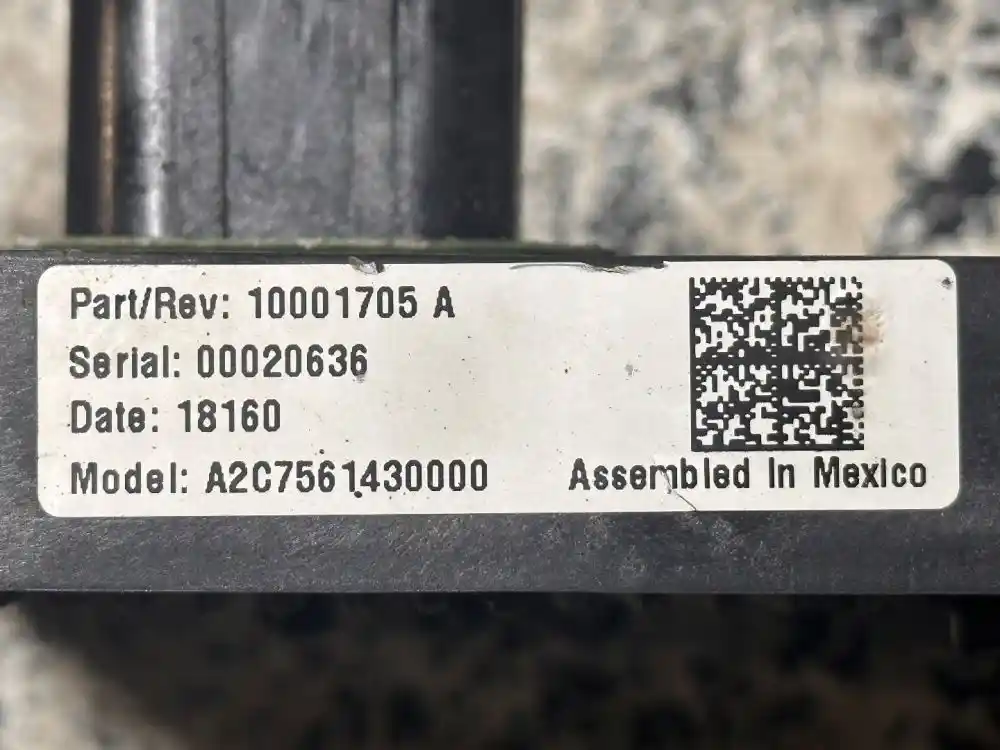 Part/Rev: 10001705 A
Serial: 00020636
Date: 18160
Model: A2C7561430000
Assembled In Mexico